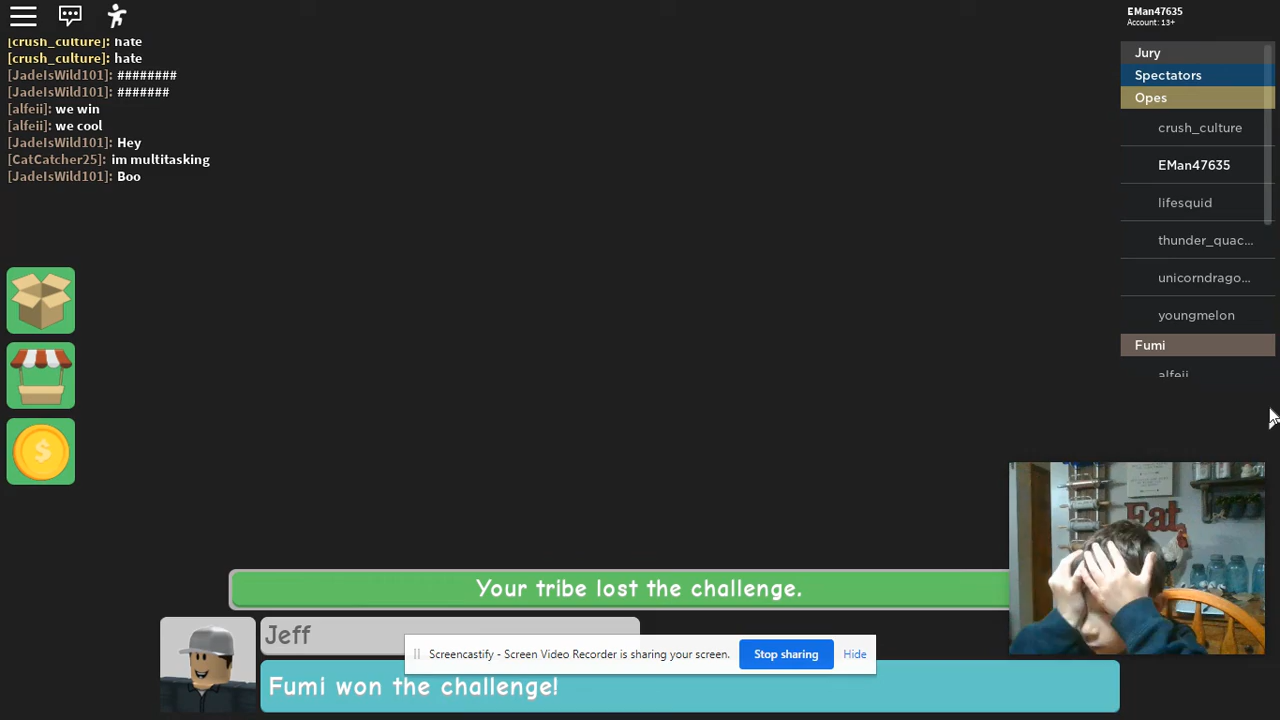 EMan47635
Account: 13+
[crush_culture]: hate
[crush_culture]: hate
[JadeIsWild101]: ########
[JadeIsWild101]: #######
[alfeii]: we win
[alfeii]: we cool
[JadeIsWild101]: Hey
[CatCatcher25]: im multitasking
[JadeIsWild101]: Boo
Jury
Spectators
Opes
crush_culture
EMan47635
lifesquid
thunder_quac...
unicorndrago...
youngmelon
Fumi
alfeii
Eat
Your tribe lost the challenge.
Jeff
Screencastify - Screen Video Recorder is sharing your screen.
Stop sharing
Hide
Fumi won the challenge!